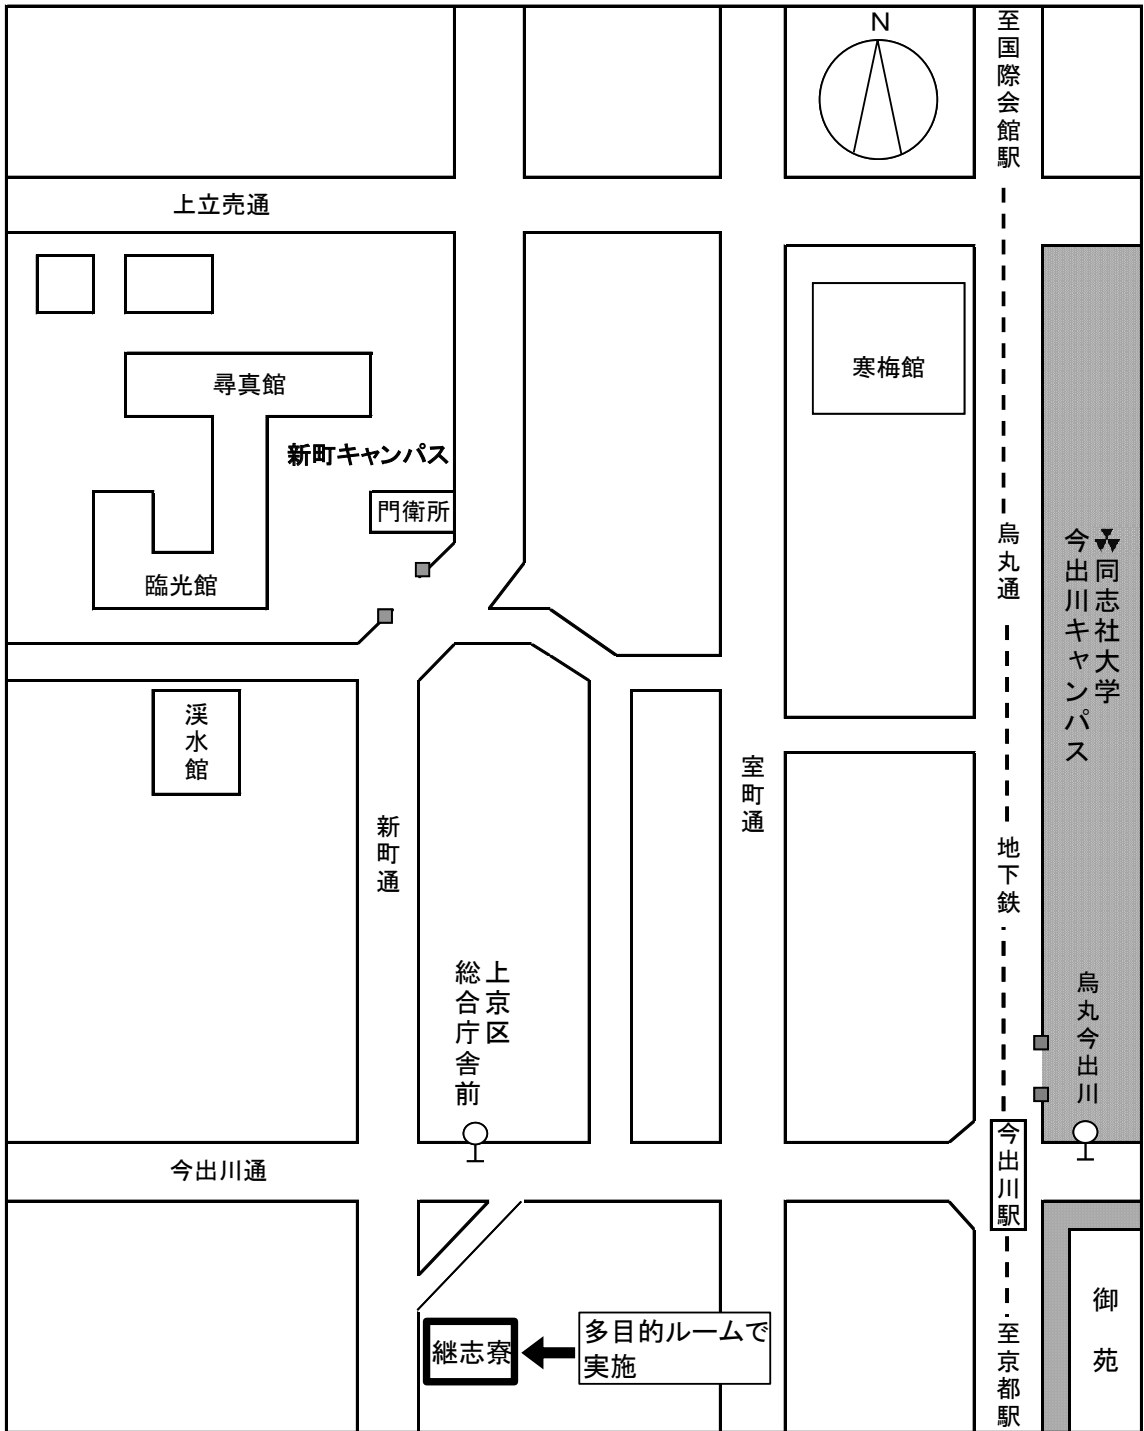 N
至国際会館駅
上立売通
尋真館
寒梅館
新町キャンパス
門衛所
臨光館
烏丸通
同志社大学
今出川キャンパス
渓水館
室町通
新町通
地下鉄
上京区
総合庁舎前
烏丸今出川
今出川駅
今出川通
御苑
継志寮
多目的ルームで
実施
至京都駅